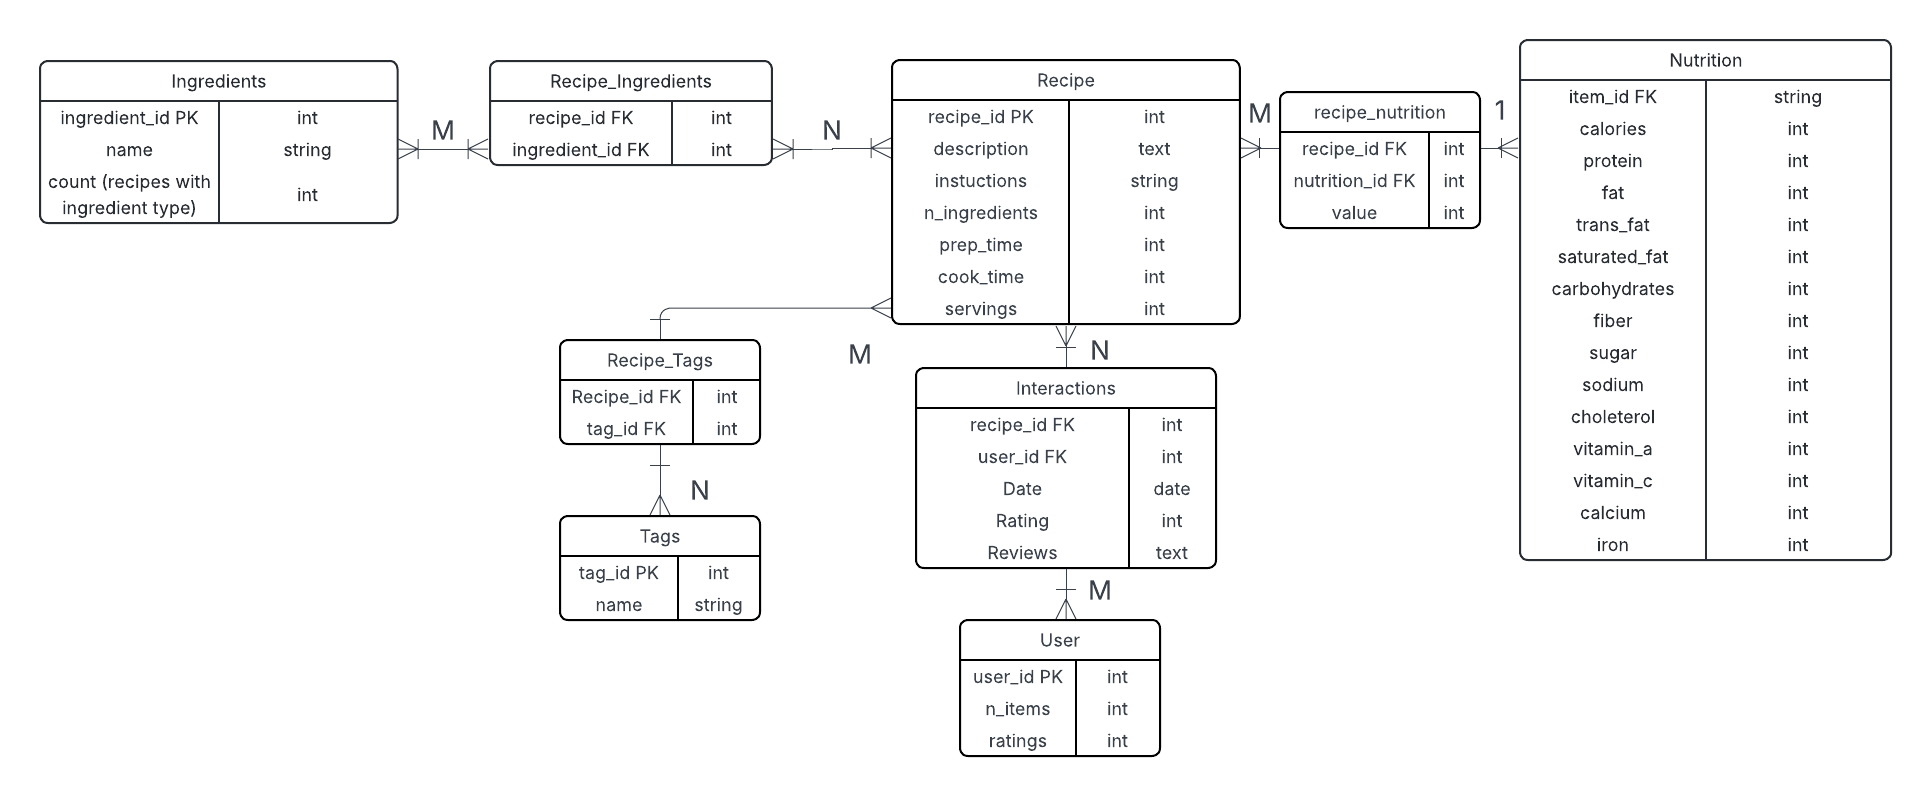 Ingredients
ingredient_id PK int
name string
count (recipes with
ingredient type) int
M
Recipe_Ingredients
recipe_id FK int
ingredient_id FK int
N
Recipe
recipe_id PK int
description text
instuctions string
n_ingredients int
prep_time int
cook_time int
servings int
M
recipe_nutrition
recipe_id FK int
nutrition_id FK int
value int
1
Nutrition
item_id FK string
calories int
protein int
fat int
trans_fat int
saturated_fat int
carbohydrates int
fiber int
sugar int
sodium int
choleterol int
vitamin_a int
vitamin_c int
calcium int
iron int
M
Recipe_Tags
Recipe_id FK int
tag_id FK int
N
Tags
tag_id PK int
name string
N
Interactions
recipe_id FK int
user_id FK int
Date date
Rating int
Reviews text
M
User
user_id PK int
n_items int
ratings int